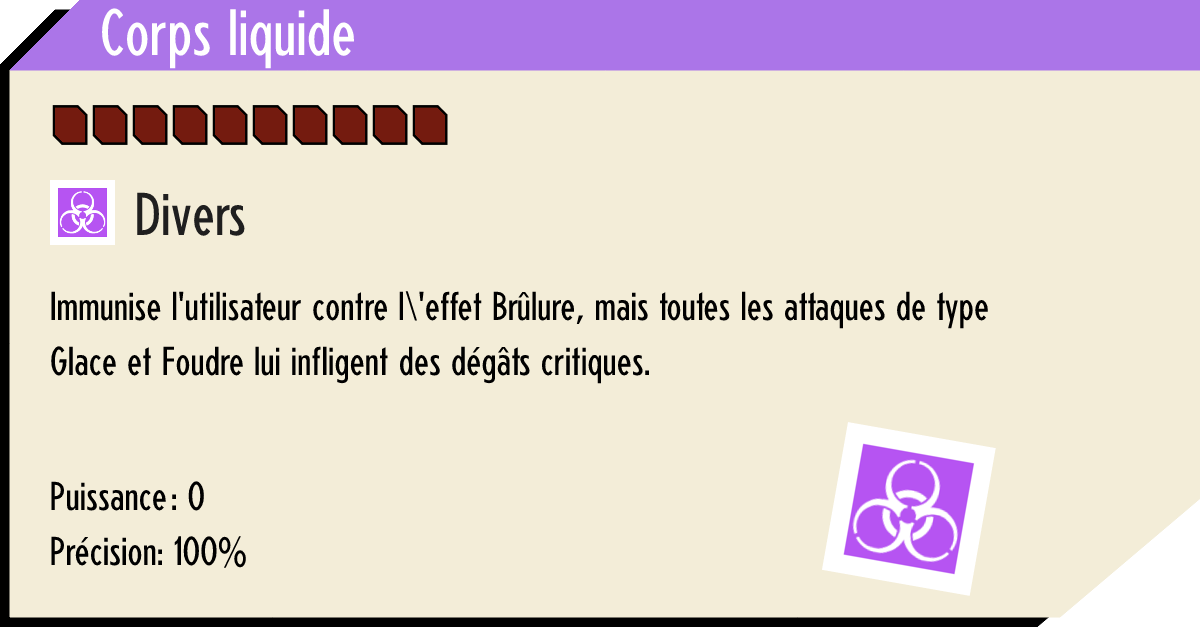 Corps liquide
Divers
Immunise l'utilisateur contre l\'effet Brûlure, mais toutes les attaques de type
Glace et Foudre lui infligent des dégâts critiques.
Puissance : 0
Précision: 100%